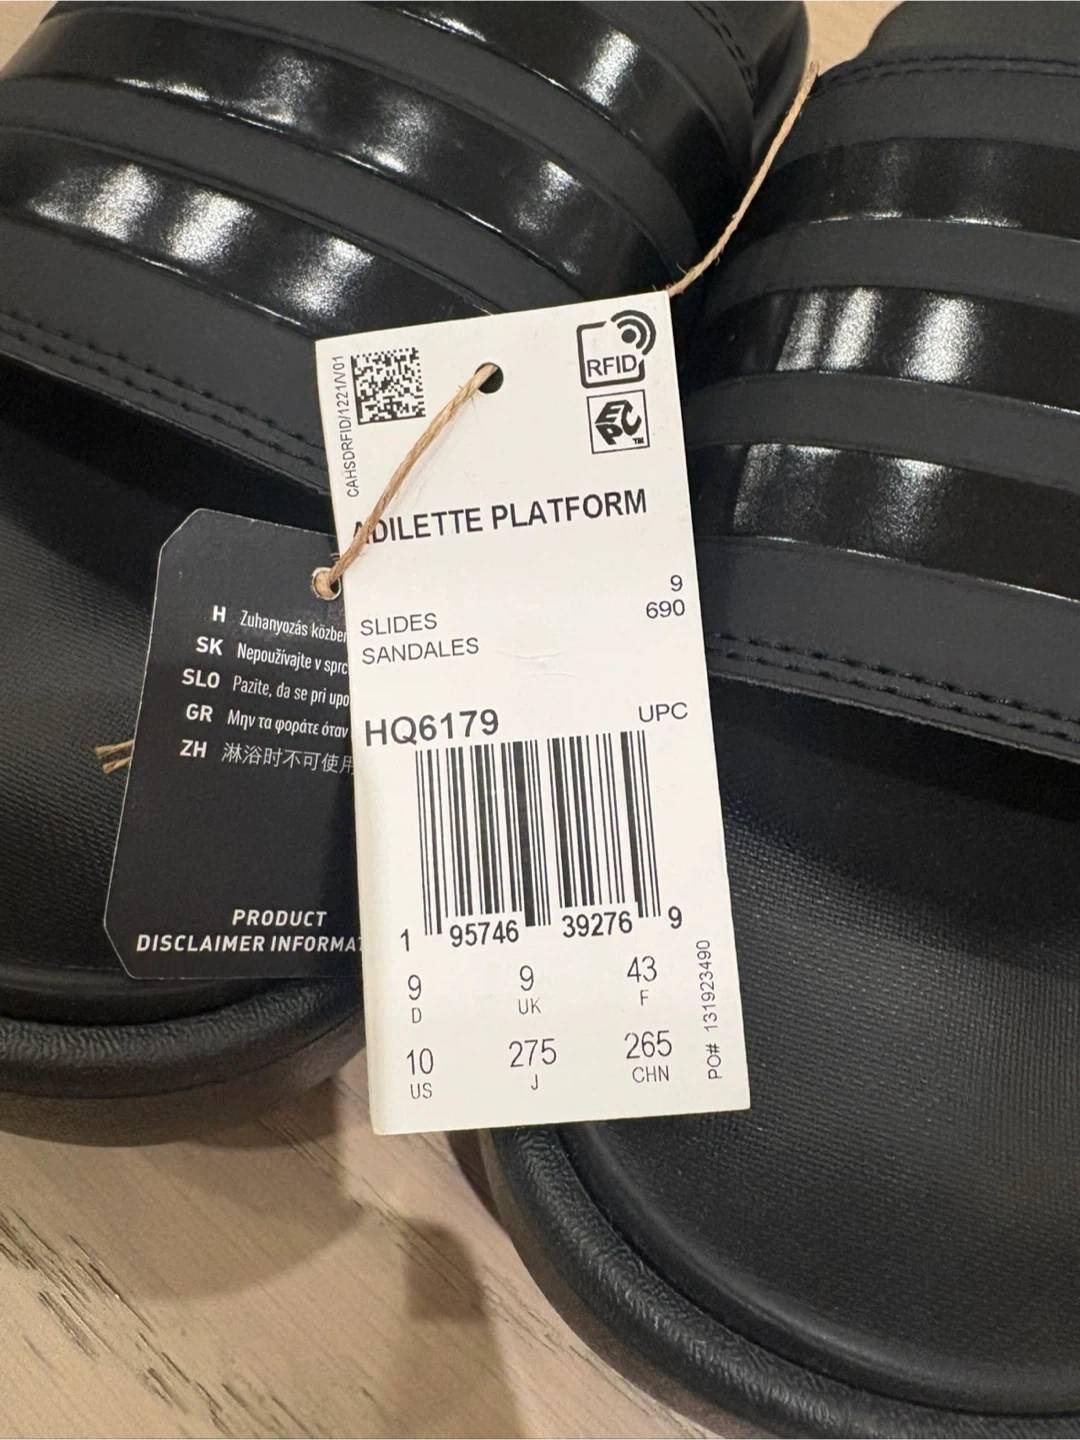 CAHSDRFID/1221/V01
RFID
EPC™
ADILETTE PLATFORM
9
SLIDES 690
SANDALES
HQ6179 UPC
1 95746 39276 9
9 9 43
D UK F
10 275 265
US J CHN
PO# 131923490
H Zuhanyozás közben
SK Nepoužívajte v sprc
SLO Pazite, da se pri upo
GR Μην τα φοράτε όταν
ZH 淋浴时不可使用
PRODUCT
DISCLAIMER INFORMAT